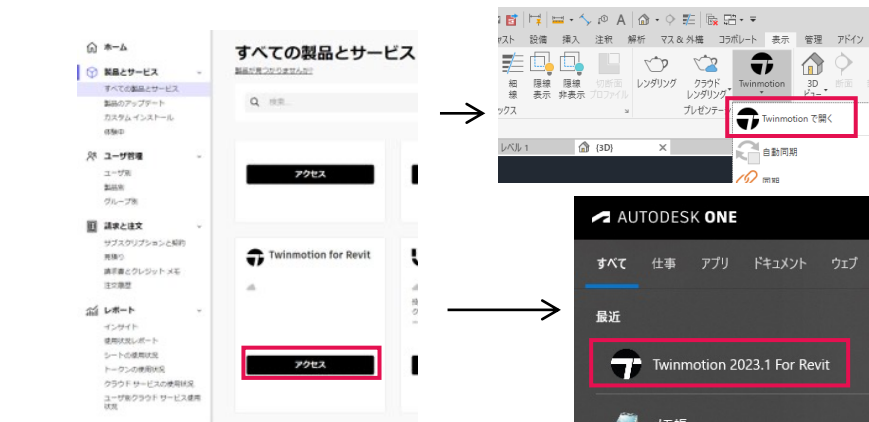 ホーム
製品とサービス
すべての製品とサービス
製品のアップデート
カスタム インストール
体験中
ユーザ管理
ユーザ別
製品別
グループ別
請求と注文
サブスクリプションと解約
見積り
請求書とクレジット メモ
注文履歴
レポート
インサイト
使用状況レポート
シートの使用状況
トークンの使用状況
クラウド サービスの使用状況
ユーザ別クラウド サービス使用
状況
すべての製品とサービス
製品が見つかりませんか?
検索...
アクセス
Twinmotion for Revit
アクセス
設備 挿入 注釈 解析 マス & 外構 コラボレート 表示 管理 アドイン
細
線
隠線
表示
隠線
非表示
切断面
プロファイル
レンダリング
クラウド
レンダリング
Twinmotion
3D
ビュー
断面
プレゼンテー
Twinmotion で開く
自動同期
レベル 1
{3D}
AUTODESK ONE
すべて 仕事 アプリ ドキュメント ウェブ
最近
Twinmotion 2023.1 For Revit